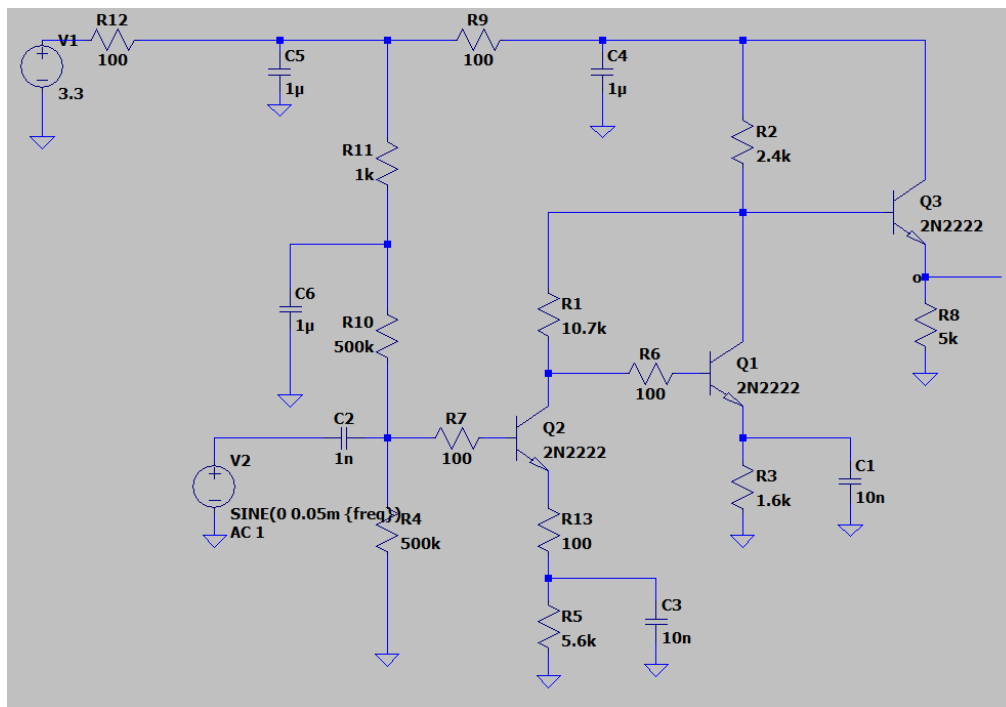 R12
100
V1
3.3
C5
1µ
R9
100
C4
1µ
R2
2.4k
R11
1k
Q3
2N2222
o
R8
5k
C6
1µ
R10
500k
R1
10.7k
R6
100
Q1
2N2222
C2
1n
R7
100
Q2
2N2222
V2
SINE(0 0.05m {freq})
AC 1
R4
500k
R3
1.6k
C1
10n
R13
100
R5
5.6k
C3
10n